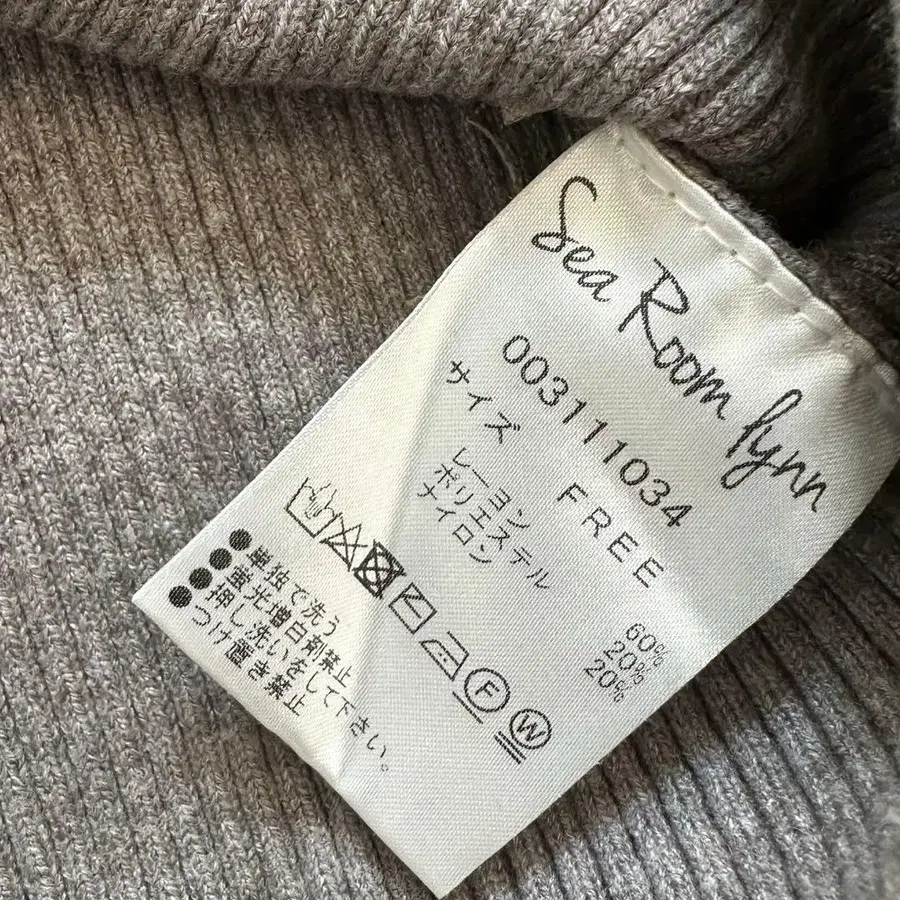 Sea Room lynn
003111034
サイズ FREE
レーヨン 60%
ポリエステル 20%
ナイロン 20%
F W
●単独で洗う
●蛍光増白剤禁止
●押し洗いをして下さい。
●つけ置き禁止